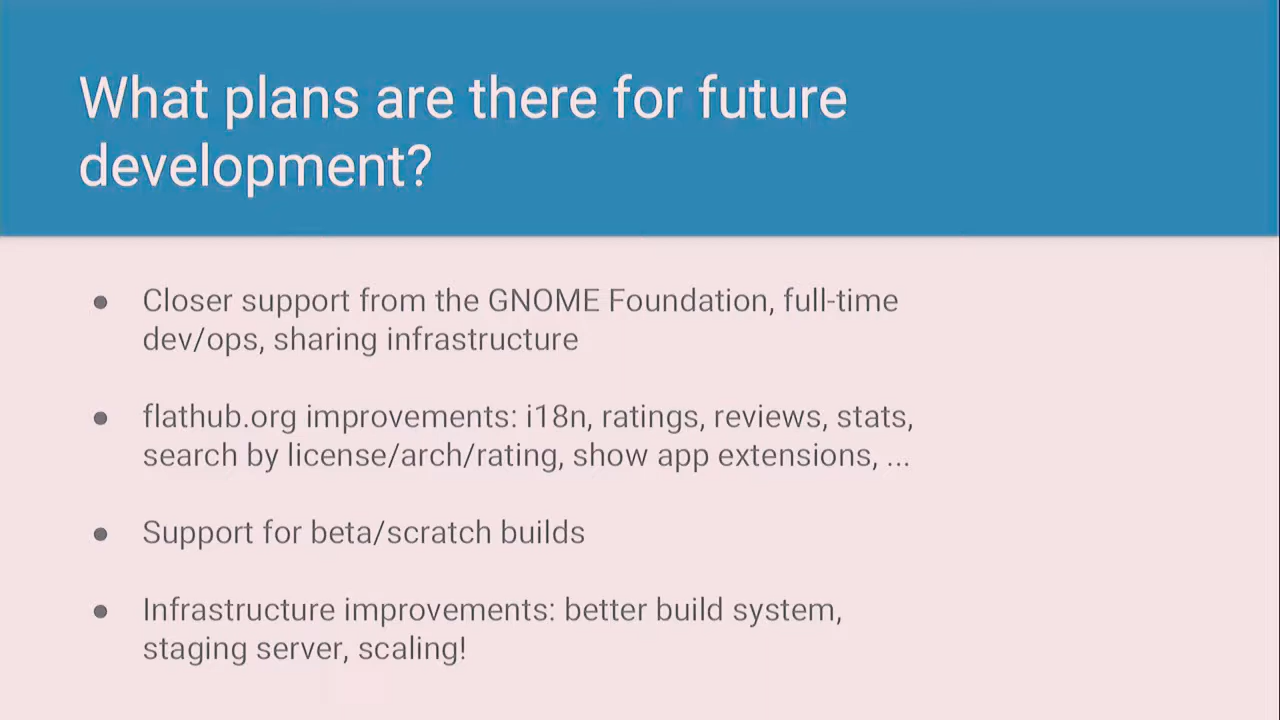 What plans are there for future
development?
● Closer support from the GNOME Foundation, full-time
dev/ops, sharing infrastructure
● flathub.org improvements: i18n, ratings, reviews, stats,
search by license/arch/rating, show app extensions, ...
● Support for beta/scratch builds
● Infrastructure improvements: better build system,
staging server, scaling!